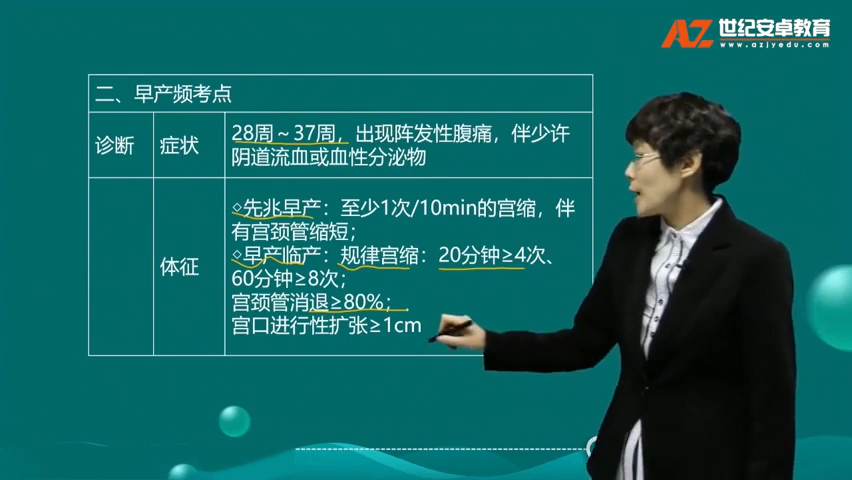 AZ 世纪安卓教育
www.azjyedu.com
二、早产频考点
诊断
症状
28周～37周，出现阵发性腹痛，伴少许
阴道流血或血性分泌物
体征
◇先兆早产：至少1次/10min的宫缩，伴
有宫颈管缩短；
◇早产临产：规律宫缩：20分钟≥4次、
60分钟≥8次；
宫颈管消退≥80%；
宫口进行性扩张≥1cm